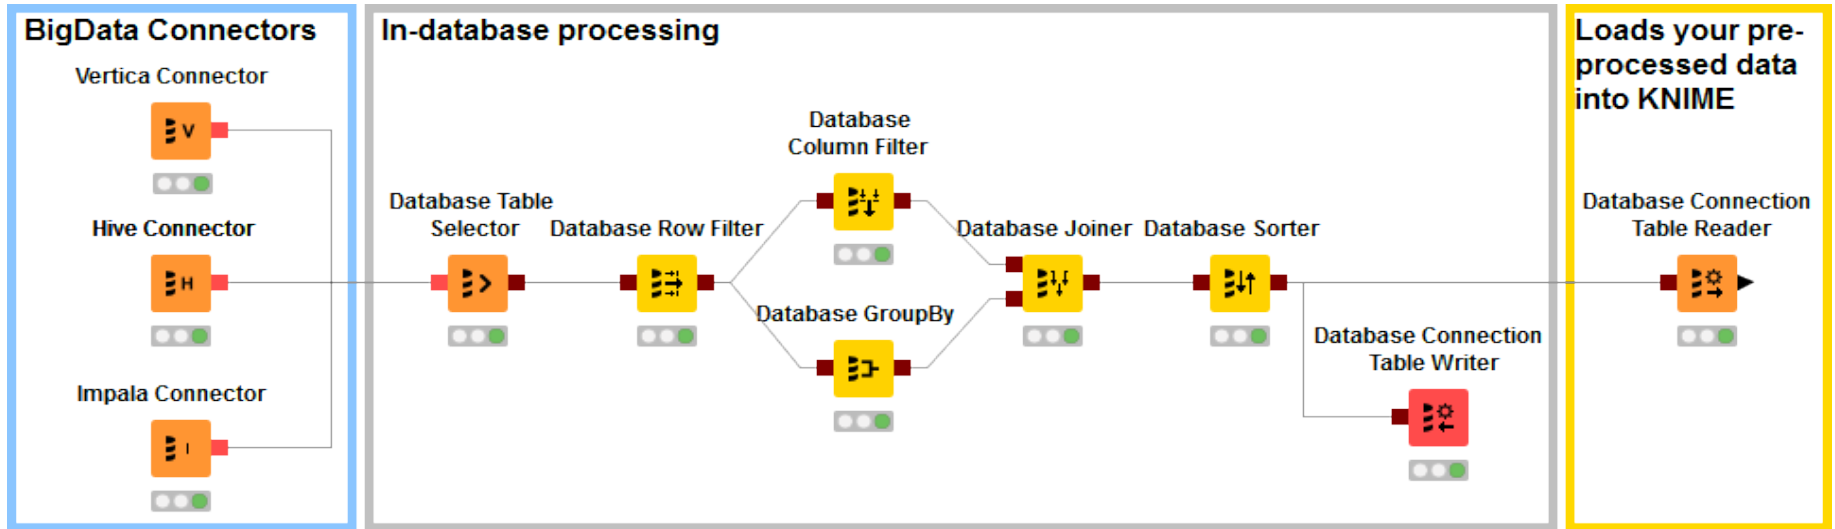 BigData Connectors
Vertica Connector
V
Hive Connector
H
Impala Connector
I
In-database processing
Database Table
Selector
Database Row Filter
Database
Column Filter
Database GroupBy
Database Joiner
Database Sorter
Database Connection
Table Writer
Loads your pre-
processed data
into KNIME
Database Connection
Table Reader